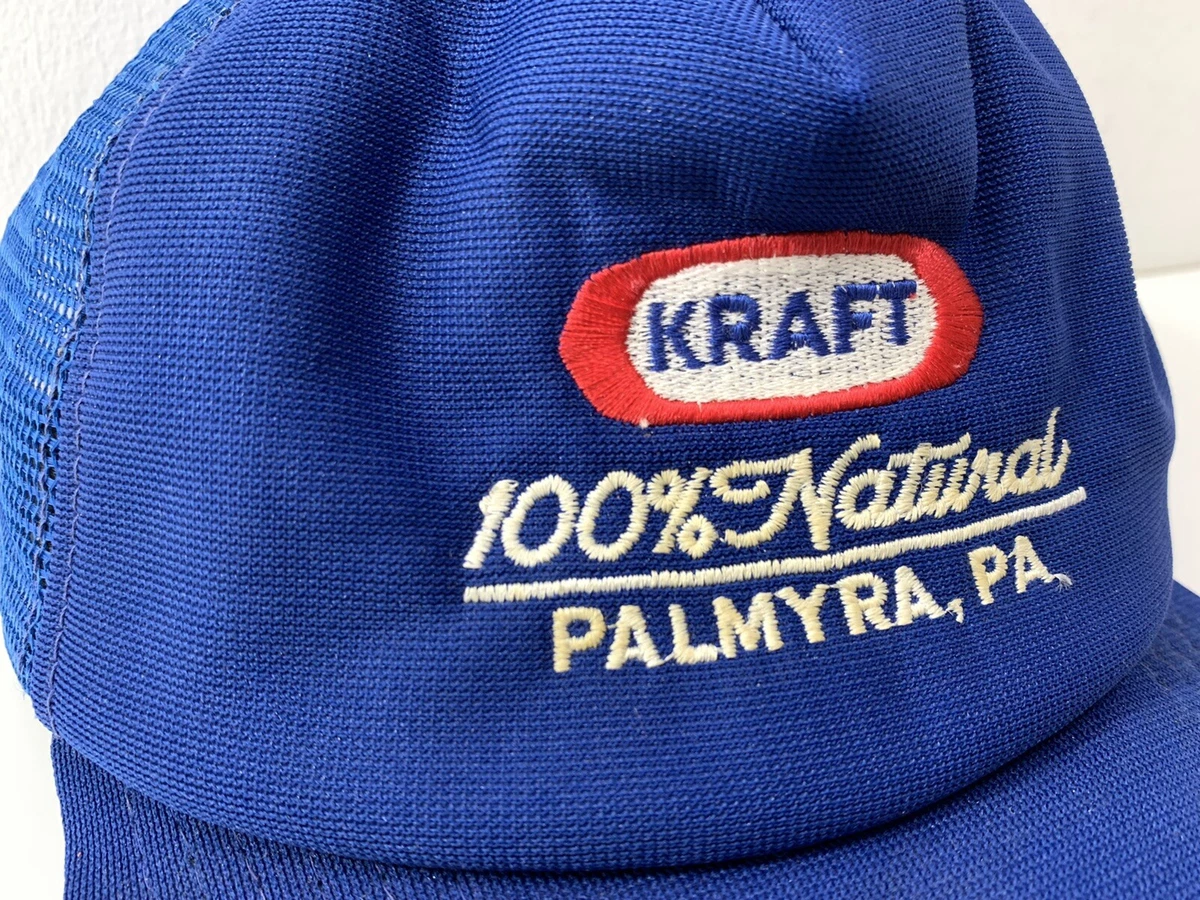 KRAFT
100% Natural
PALMYRA, PA.